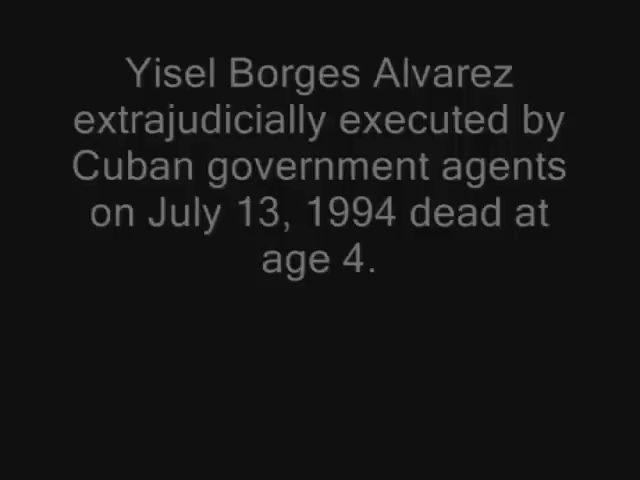 Yisel Borges Alvarez
extrajudicially executed by
Cuban government agents
on July 13, 1994 dead at
age 4.